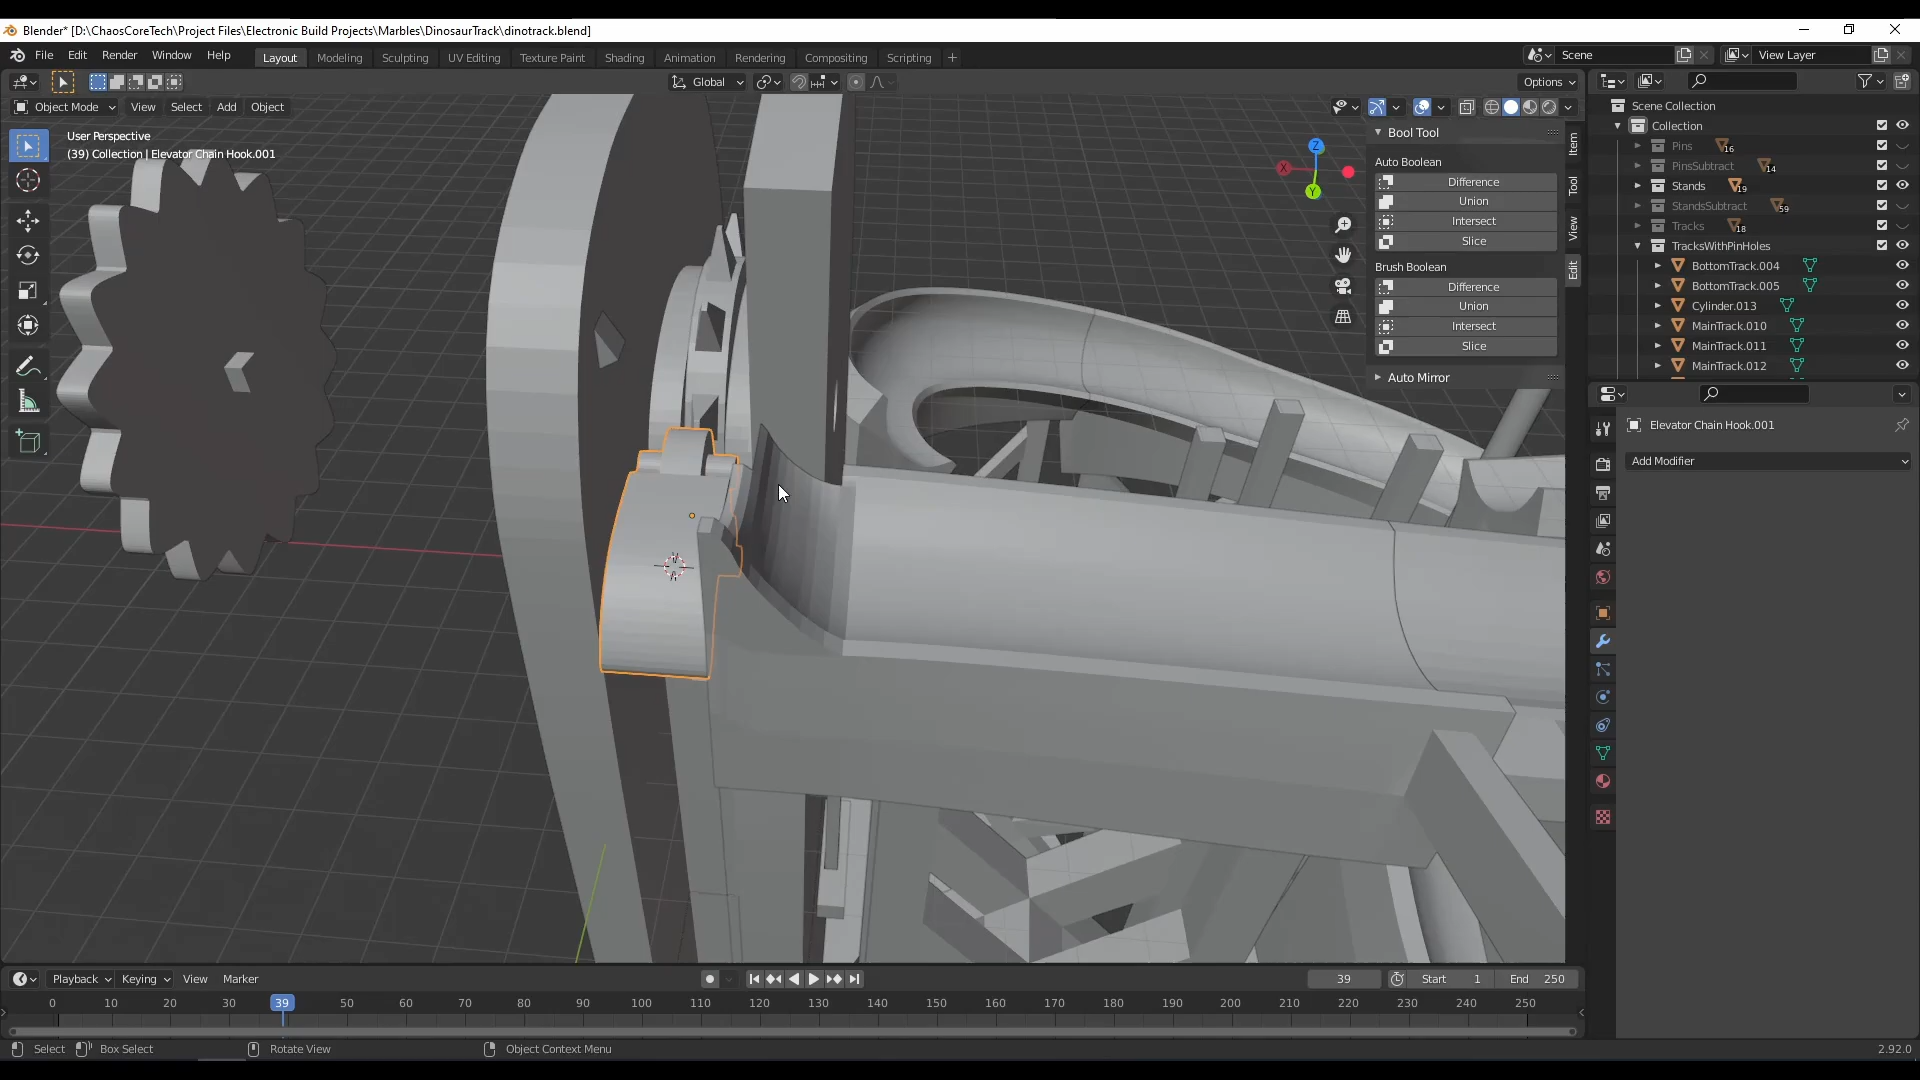 Blender* [D:\ChaosCoreTech\Project Files\Electronic Build Projects\Marbles\DinosaurTrack\dinotrack.blend]
File Edit Render Window Help Layout Modeling Sculpting UV Editing Texture Paint Shading Animation Rendering Compositing Scripting + Scene View Layer
Global Options
Object Mode View Select Add Object
User Perspective
(39) Collection | Elevator Chain Hook.001
X Y Z
Bool Tool
Auto Boolean
Difference
Union
Intersect
Slice
Brush Boolean
Difference
Union
Intersect
Slice
Auto Mirror
Item
Tool
View
Edit
Scene Collection
Collection
Pins 16
PinsSubtract 14
Stands 19
StandsSubtract 59
Tracks 18
TracksWithPinHoles
BottomTrack.004
BottomTrack.005
Cylinder.013
MainTrack.010
MainTrack.011
MainTrack.012
Elevator Chain Hook.001
Add Modifier
Playback Keying View Marker 39 Start 1 End 250
0 10 20 30 39 50 60 70 80 90 100 110 120 130 140 150 160 170 180 190 200 210 220 230 240 250
Select Box Select Rotate View Object Context Menu 2.92.0